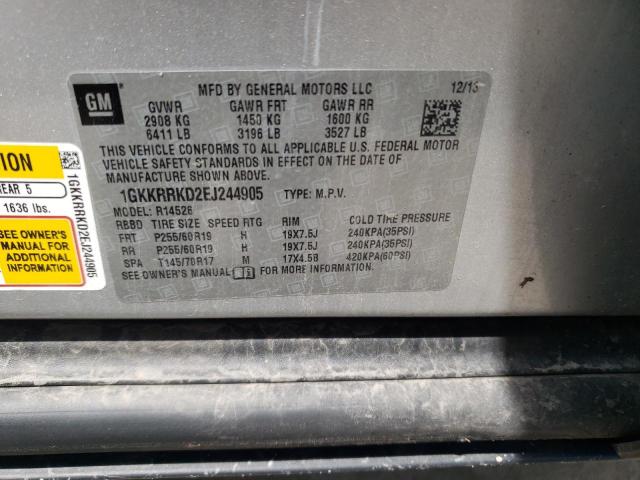 GM
MFD BY GENERAL MOTORS LLC 12/13
GVWR GAWR FRT GAWR RR
2908 KG 1450 KG 1600 KG
6411 LB 3196 LB 3527 LB
THIS VEHICLE CONFORMS TO ALL APPLICABLE U.S. FEDERAL MOTOR
VEHICLE SAFETY STANDARDS IN EFFECT ON THE DATE OF
MANUFACTURE SHOWN ABOVE.
1GKKRRKD2EJ244905 TYPE: M.P.V.
MODEL: R14526
RBBD TIRE SIZE SPEED RTG RIM COLD TIRE PRESSURE
FRT P255/60R19 H 19X7.5J 240KPA(35PSI)
RR P255/60R19 H 19X7.5J 240KPA(35PSI)
SPA T145/70R17 M 17X4.5B 420KPA(60PSI)
SEE OWNER'S MANUAL FOR MORE INFORMATION.
TION
REAR 5
1636 lbs.
SEE OWNER'S
MANUAL FOR
ADDITIONAL
INFORMATION
1GKKRRKD2EJ244905